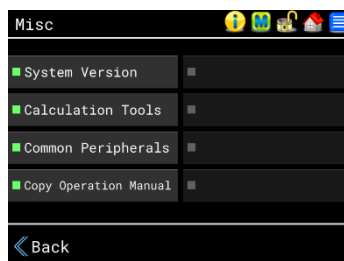 Misc
M
System Version
Calculation Tools
Common Peripherals
Copy Operation Manual
Back